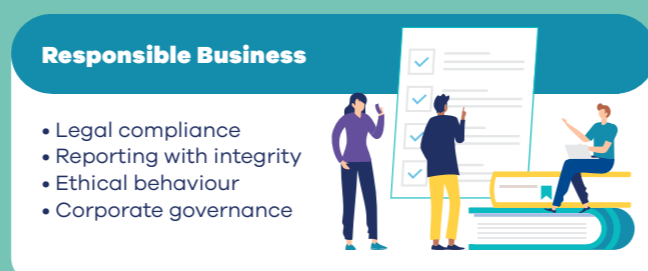 Responsible Business
• Legal compliance
• Reporting with integrity
• Ethical behaviour
• Corporate governance